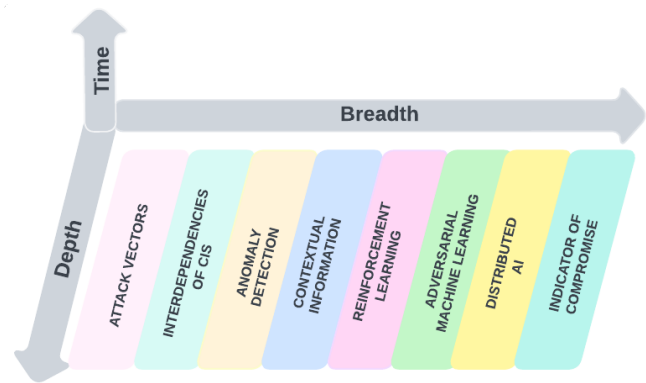 Time
Breadth
Depth
ATTACK VECTORS
INTERDEPENDENCIES
OF CIS
ANOMALY
DETECTION
CONTEXTUAL
INFORMATION
REINFORCEMENT
LEARNING
ADVERSARIAL
MACHINE LEARNING
DISTRIBUTED
AI
INDICATOR OF
COMPROMISE